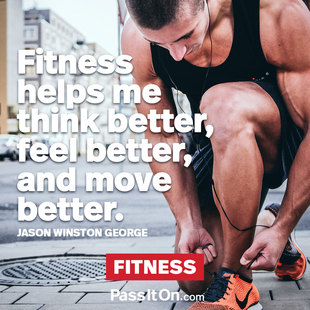 Fitness
helps me
think better,
feel better,
and move
better.
JASON WINSTON GEORGE
FITNESS
PassItOn.com